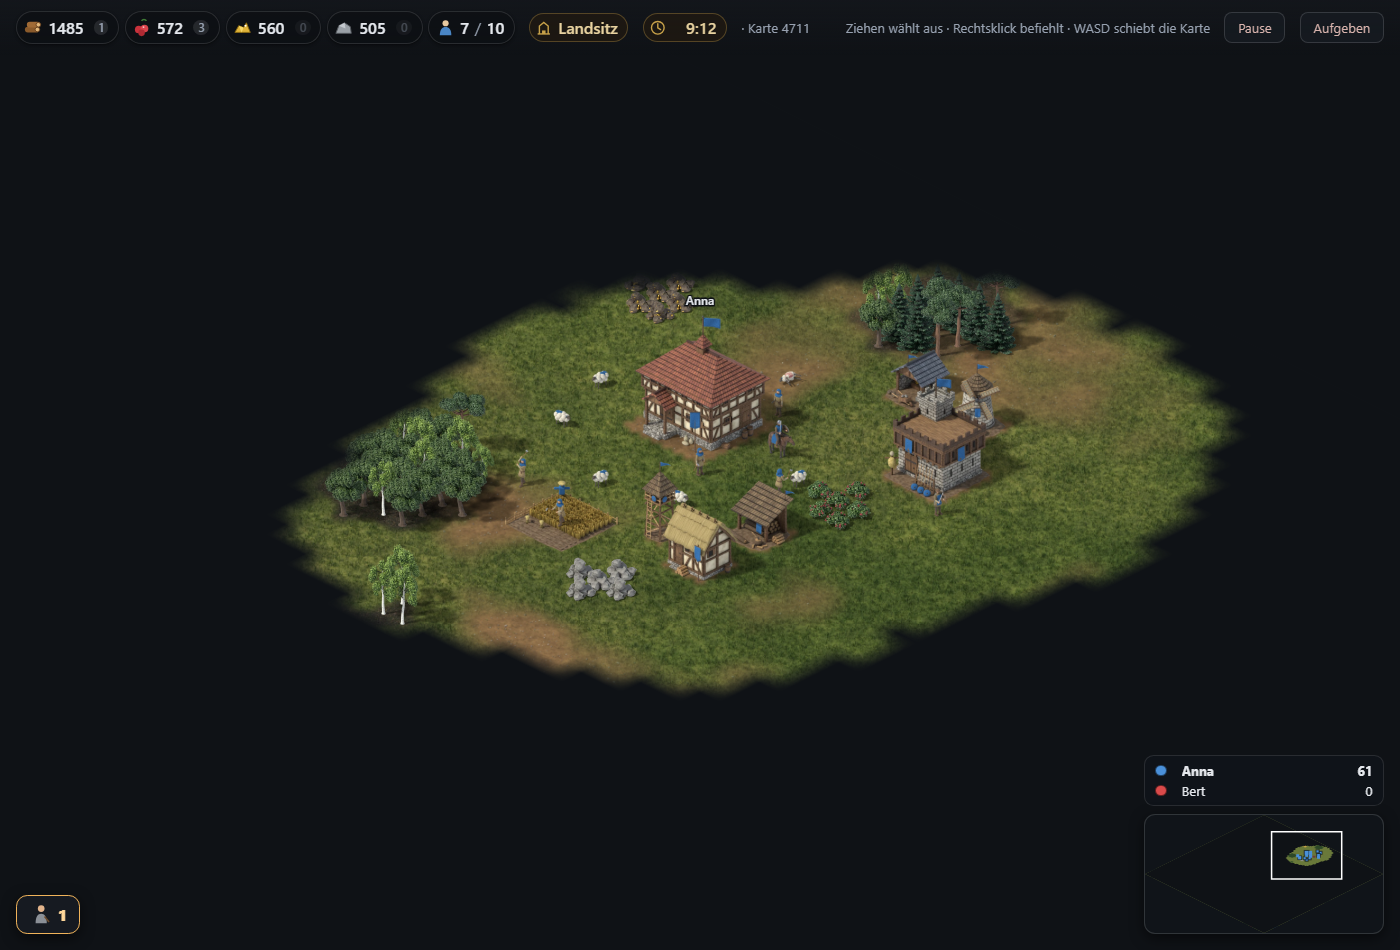 1485 1 572 3 560 0 505 0 7 / 10 Landsitz 9:12 · Karte 4711 Ziehen wählt aus · Rechtsklick befiehlt · WASD schiebt die Karte Pause Aufgeben
Anna
Anna 61
Bert 0
1